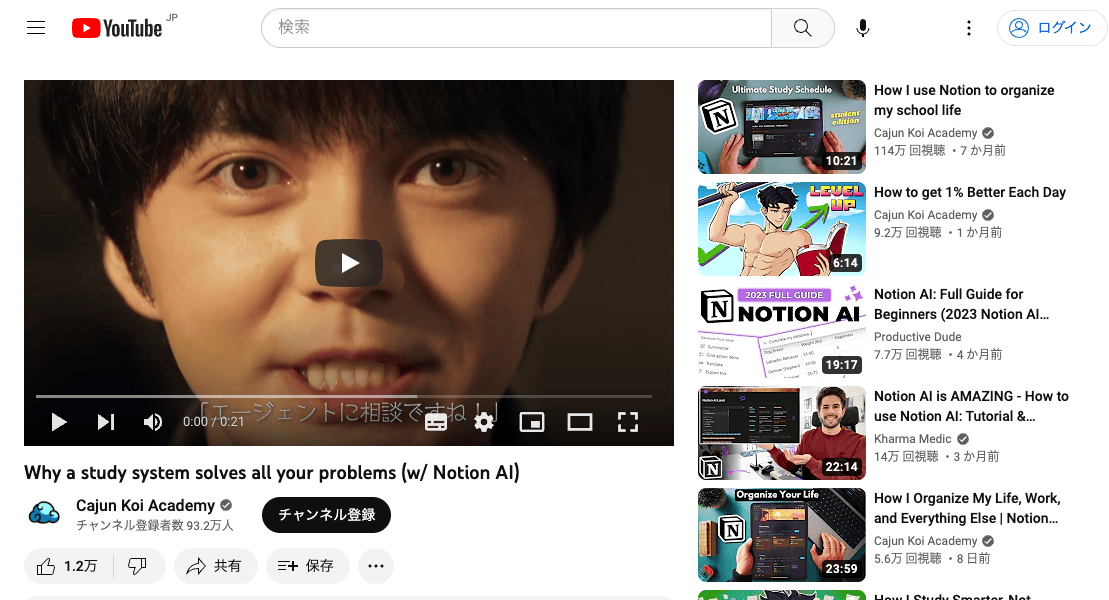 YouTube JP
検索
ログイン
「エージェントに相談ですね！」
0:00 / 0:21
Why a study system solves all your problems (w/ Notion AI)
Cajun Koi Academy
チャンネル登録者数 93.2万人
チャンネル登録
1.2万
共有
保存
Ultimate Study Schedule
N
student edition
10:21
How I use Notion to organize
my school life
Cajun Koi Academy
114万 回視聴 ・7 か月前
LEVEL UP
6:14
How to get 1% Better Each Day
Cajun Koi Academy
9.2万 回視聴 ・1 か月前
2023 FULL GUIDE
N
NOTION AI
19:17
Notion AI: Full Guide for
Beginners (2023 Notion AI...
Productive Dude
7.7万 回視聴 ・4 か月前
N
22:14
Notion AI is AMAZING - How to
use Notion AI: Tutorial &...
Kharma Medic
14万 回視聴 ・3 か月前
Organize Your Life
N
23:59
How I Organize My Life, Work,
and Everything Else | Notion...
Cajun Koi Academy
5.6万 回視聴 ・8 日前
How I Study Smarter, Not